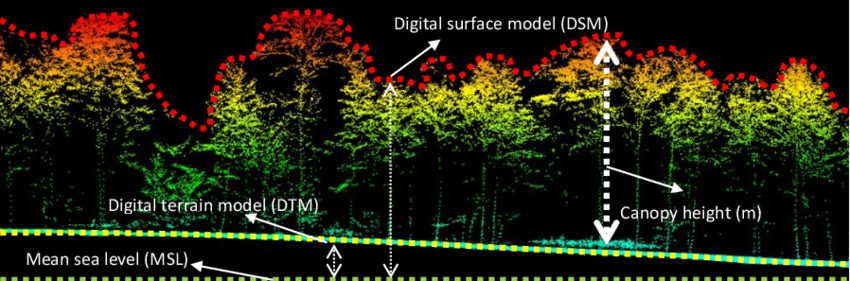 Digital surface model (DSM)
Digital terrain model (DTM)
Canopy height (m)
Mean sea level (MSL)